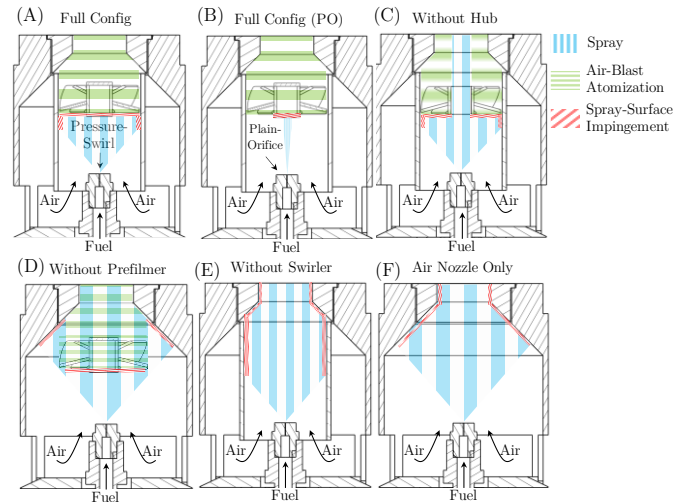 (A) Full Config
(B) Full Config (PO)
(C) Without Hub
Spray
Air-Blast
Atomization
Spray-Surface
Impingement
Pressure-
Swirl
Plain-
Orifice
Air
Air
Fuel
Air
Air
Fuel
Air
Air
Fuel
(D) Without Prefilmer
(E) Without Swirler
(F) Air Nozzle Only
Air
Air
Fuel
Air
Air
Fuel
Air
Air
Fuel